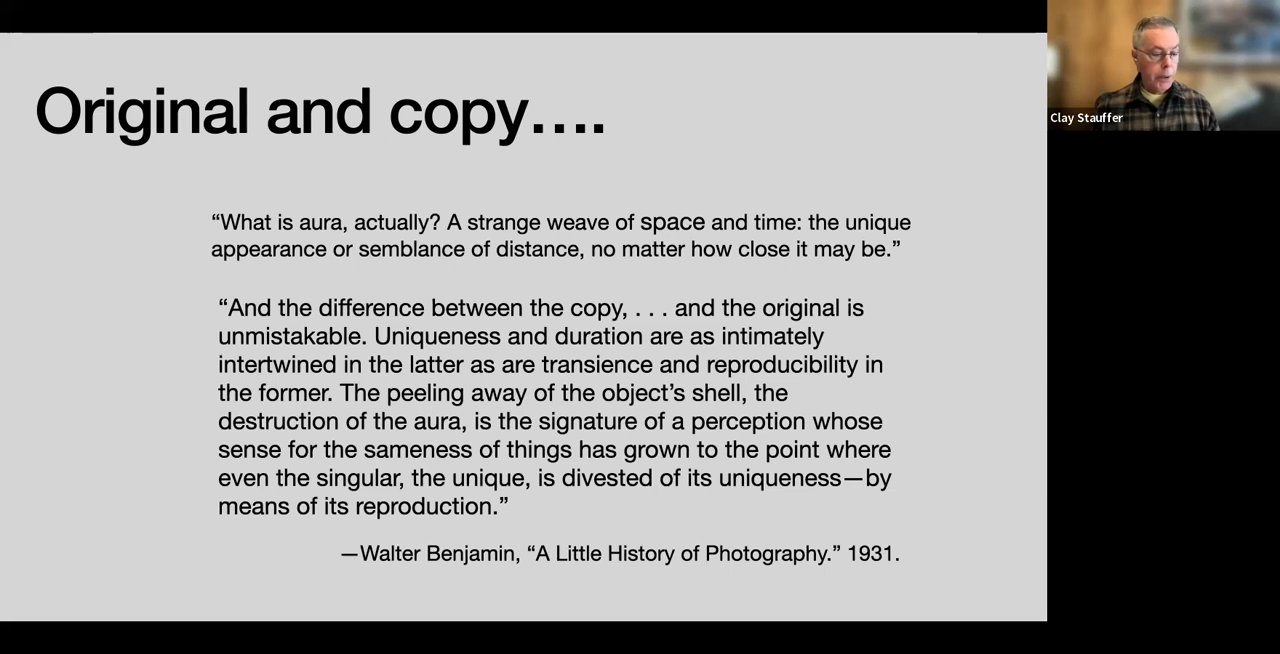 Original and copy....
“What is aura, actually? A strange weave of space and time: the unique
appearance or semblance of distance, no matter how close it may be.”
“And the difference between the copy, . . . and the original is
unmistakable. Uniqueness and duration are as intimately
intertwined in the latter as are transience and reproducibility in
the former. The peeling away of the object’s shell, the
destruction of the aura, is the signature of a perception whose
sense for the sameness of things has grown to the point where
even the singular, the unique, is divested of its uniqueness—by
means of its reproduction.”
—Walter Benjamin, “A Little History of Photography.” 1931.
Clay Stauffer